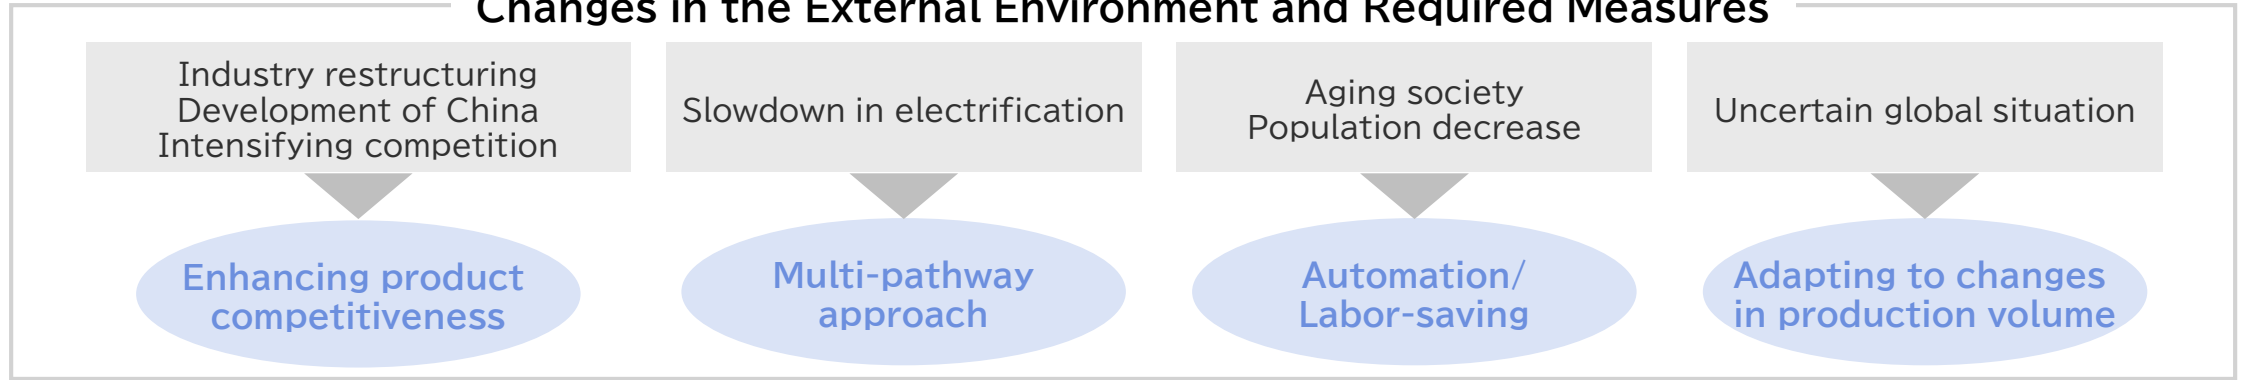 Changes in the External Environment and Required Measures
Industry restructuring
Development of China
Intensifying competition
Slowdown in electrification
Aging society
Population decrease
Uncertain global situation
Enhancing product
competitiveness
Multi-pathway
approach
Automation/
Labor-saving
Adapting to changes
in production volume